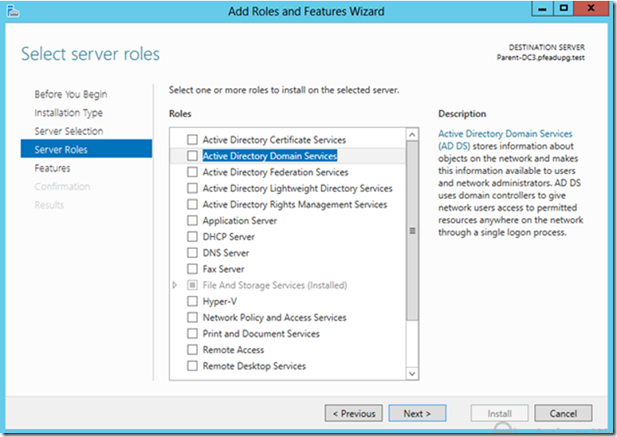 Add Roles and Features Wizard
Select server roles
DESTINATION SERVER
Parent-DC3.pfeadupg.test
Before You Begin
Installation Type
Server Selection
Server Roles
Features
Confirmation
Results
Select one or more roles to install on the selected server.
Roles
Active Directory Certificate Services
Active Directory Domain Services
Active Directory Federation Services
Active Directory Lightweight Directory Services
Active Directory Rights Management Services
Application Server
DHCP Server
DNS Server
Fax Server
File And Storage Services (Installed)
Hyper-V
Network Policy and Access Services
Print and Document Services
Remote Access
Remote Desktop Services
Description
Active Directory Domain Services
(AD DS) stores information about
objects on the network and makes
this information available to users
and network administrators. AD DS
uses domain controllers to give
network users access to permitted
resources anywhere on the network
through a single logon process.
< Previous
Next >
Install
Cancel